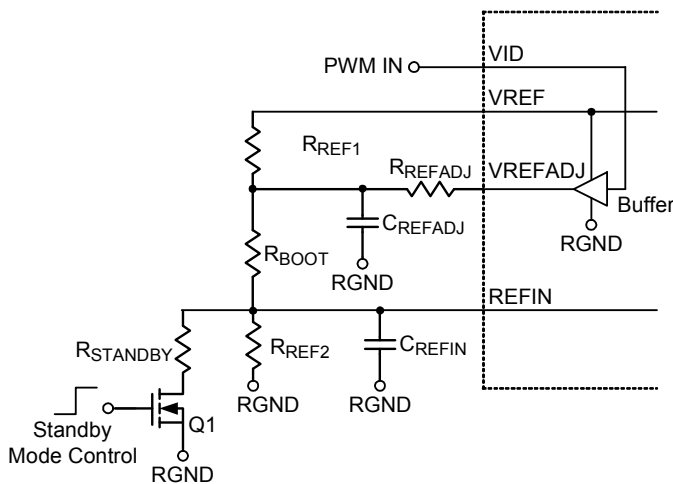 PWM IN
VID
VREF
RREF1
RREFADJ
VREFADJ
Buffer
CREFADJ
RGND
RGND
RBOOT
REFIN
RSTANDBY
RREF2
CREFIN
RGND
RGND
Q1
Standby
Mode Control
RGND